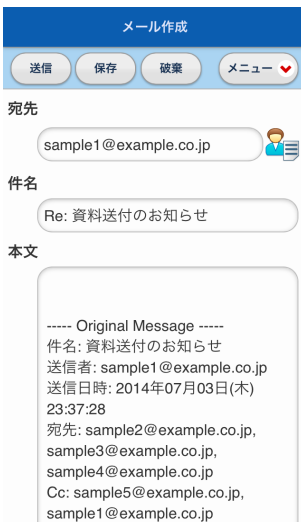 メール作成
送信 保存 破棄 メニュー
宛先
sample1@example.co.jp
件名
Re: 資料送付のお知らせ
本文
----- Original Message -----
件名: 資料送付のお知らせ
送信者: sample1@example.co.jp
送信日時: 2014年07月03日(木)
23:37:28
宛先: sample2@example.co.jp,
sample3@example.co.jp,
sample4@example.co.jp
Cc: sample5@example.co.jp,
sample1@example.co.jp